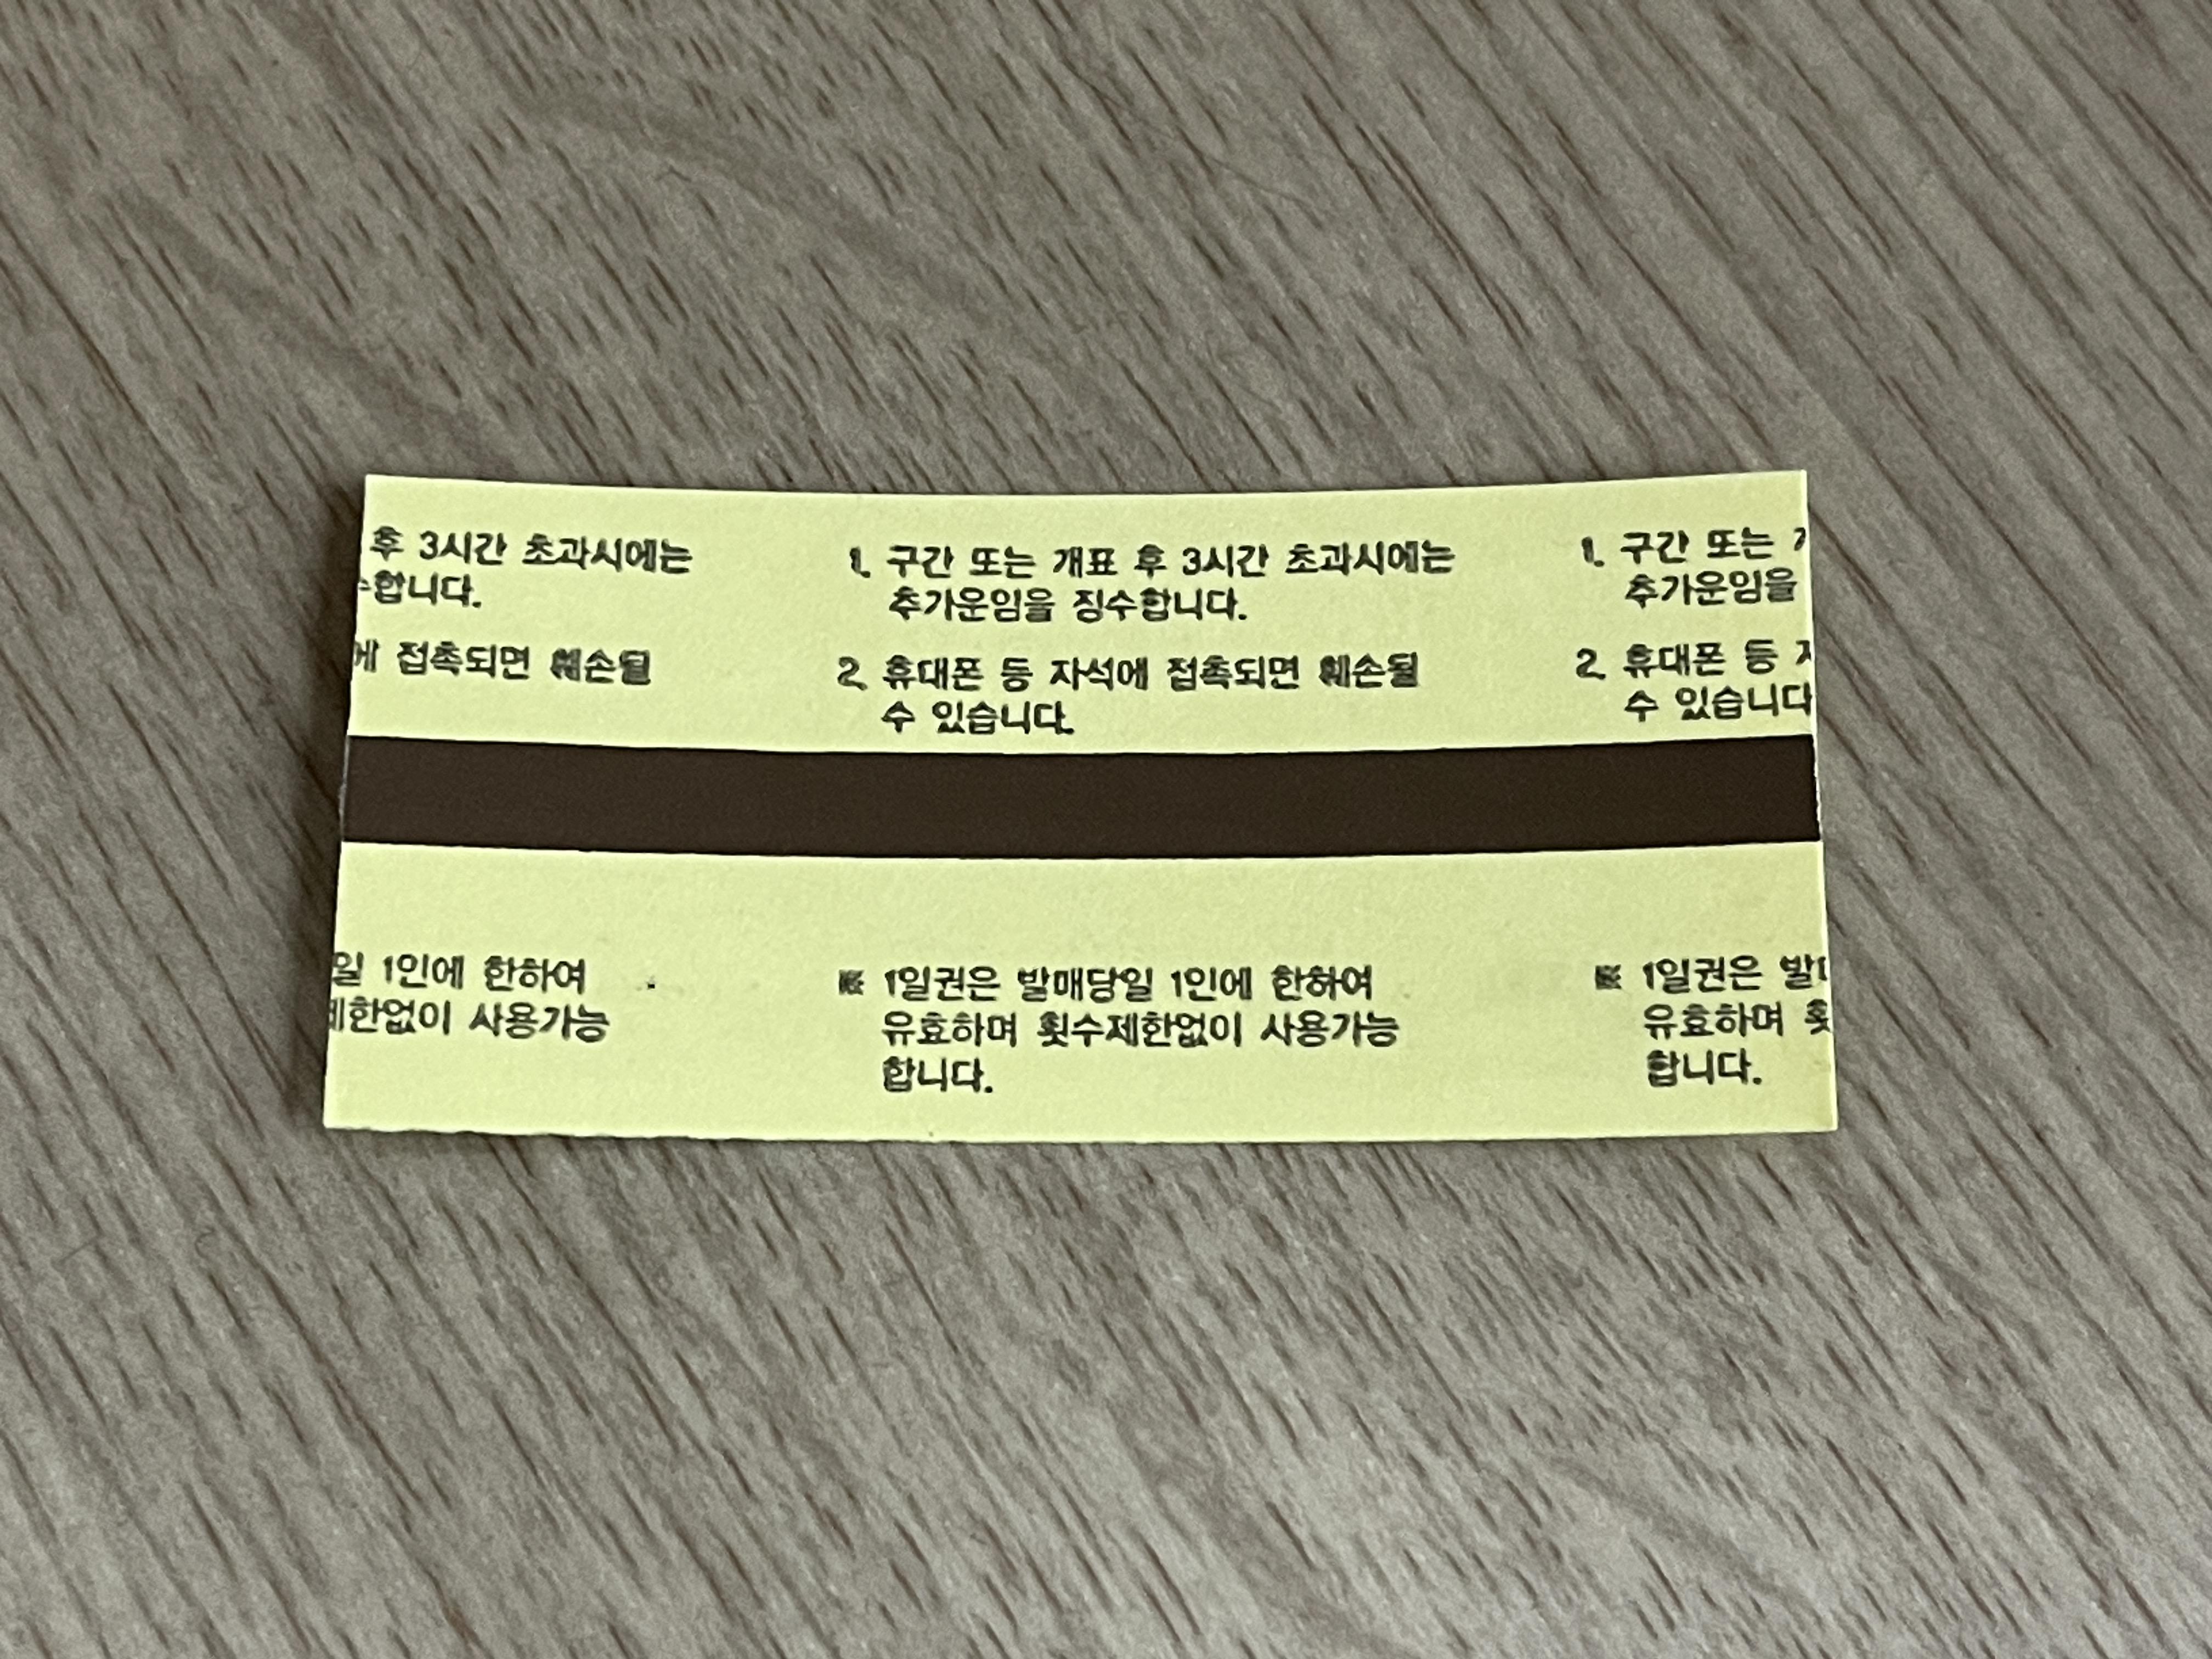 후 3시간 초과시에는
수합니다.
에 접촉되면 훼손될
1. 구간 또는 개표 후 3시간 초과시에는
추가운임을 징수합니다.
2. 휴대폰 등 자석에 접촉되면 훼손될
수 있습니다.
1. 구간 또는
추가운임을
2. 휴대폰 등
수 있습니다
일 1인에 한하여
제한없이 사용가능
※ 1일권은 발매당일 1인에 한하여
유효하며 횟수제한없이 사용가능
합니다.
※ 1일권은 발
유효하며
합니다.